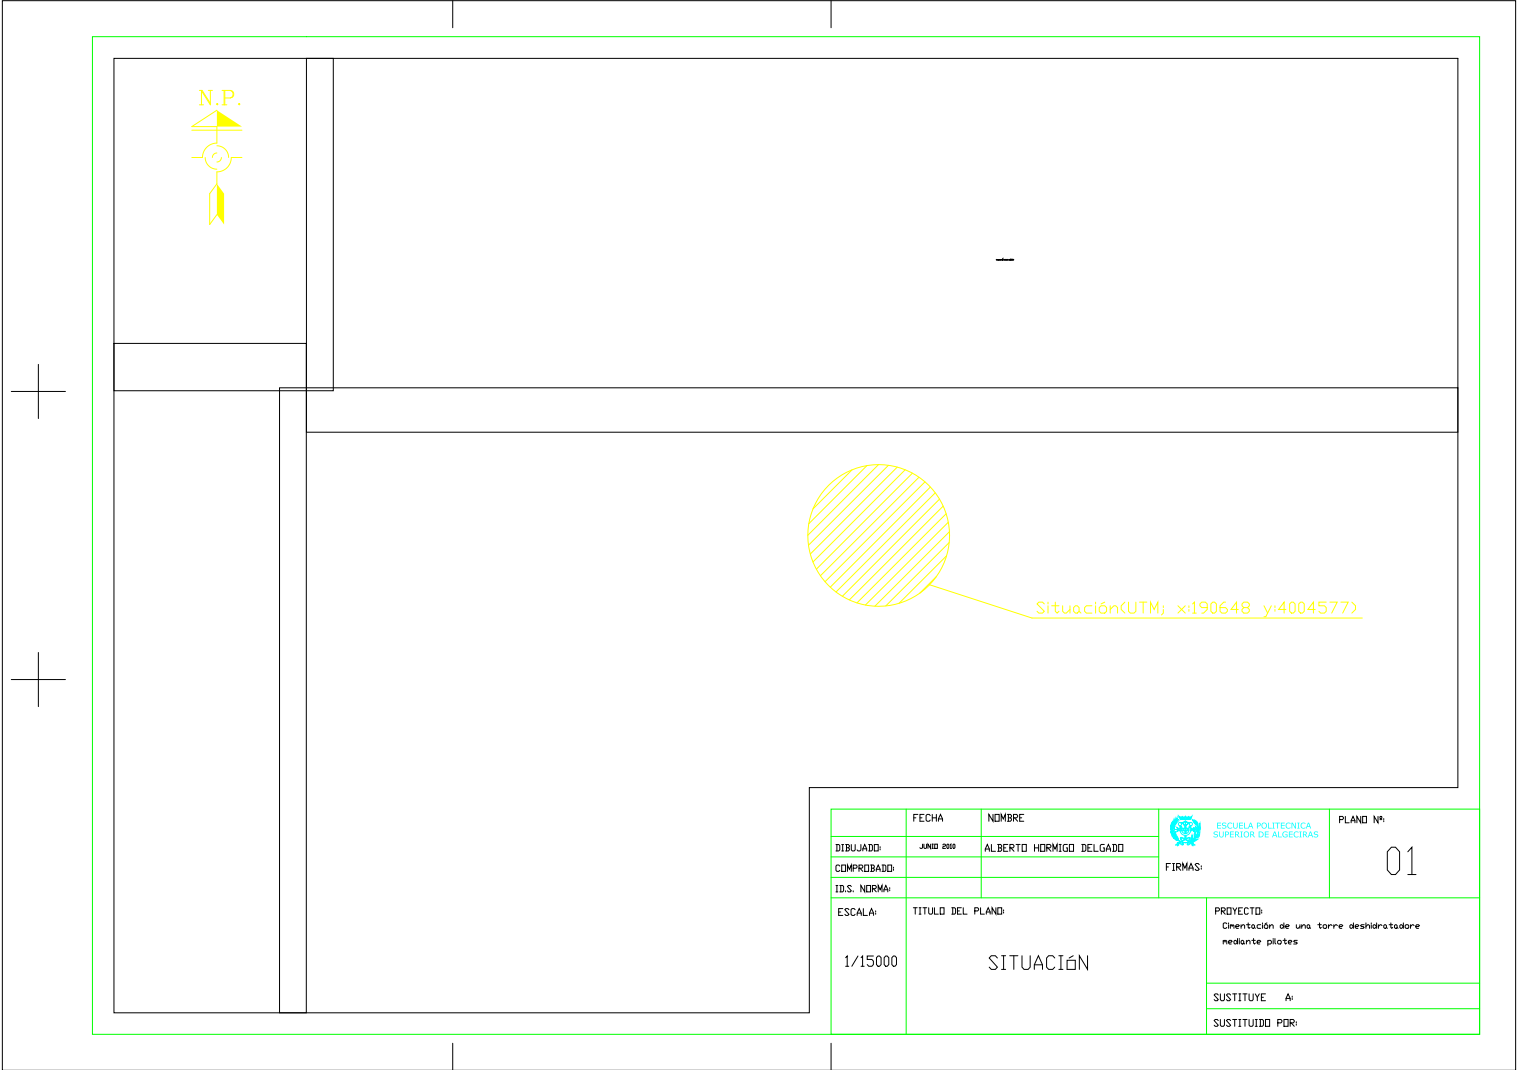 N.P.
Situación(UTM; x:190648 y:4004577)
FECHA
NOMBRE
ESCUELA POLITECNICA
SUPERIOR DE ALGECIRAS
PLANO Nº:
DIBUJADO:
JUNIO 2010
ALBERTO HORMIGO DELGADO
01
COMPROBADO:
FIRMAS:
ID.S. NORMA:
ESCALA:
TITULO DEL PLANO:
PROYECTO:
Cimentación de una torre deshidratadore
mediante pilotes
1/15000
SITUACIóN
SUSTITUYE A:
SUSTITUIDO POR: